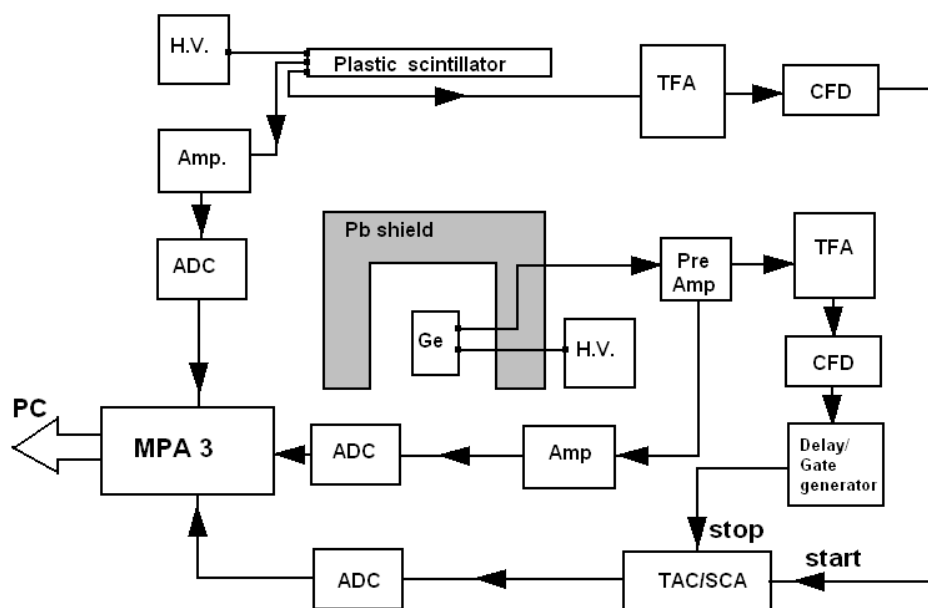 H.V.
Plastic scintillator
TFA
CFD
Amp.
Pb shield
ADC
Pre
Amp
TFA
Ge
H.V.
CFD
PC
MPA 3
ADC
Amp
Delay/
Gate
generator
stop
start
ADC
TAC/SCA